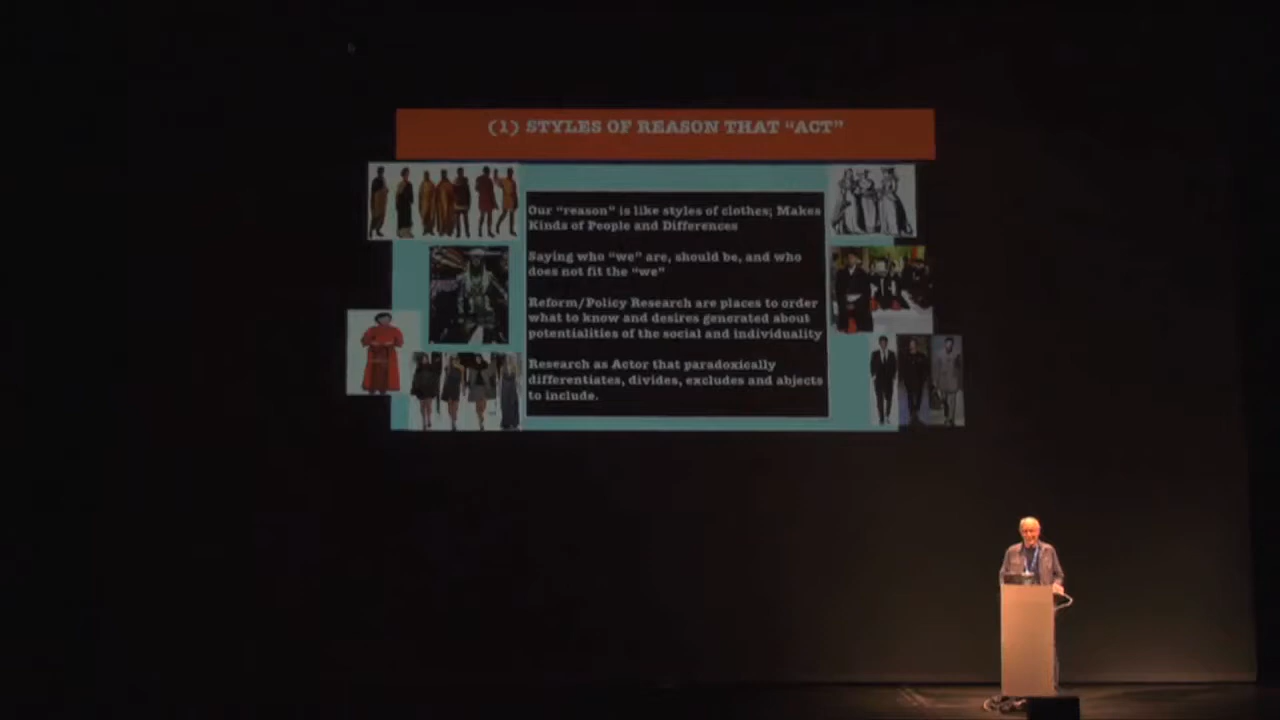 (1) STYLES OF REASON THAT “ACT”
Our “reason” is like styles of clothes; Makes
Kinds of People and Differences
Saying who “we” are, should be, and who
does not fit the “we”
Reform/Policy Research are places to order
what to know and desires generated about
potentialities of the social and individuality
Research as Actor that paradoxically
differentiates, divides, excludes and abjects
to include.